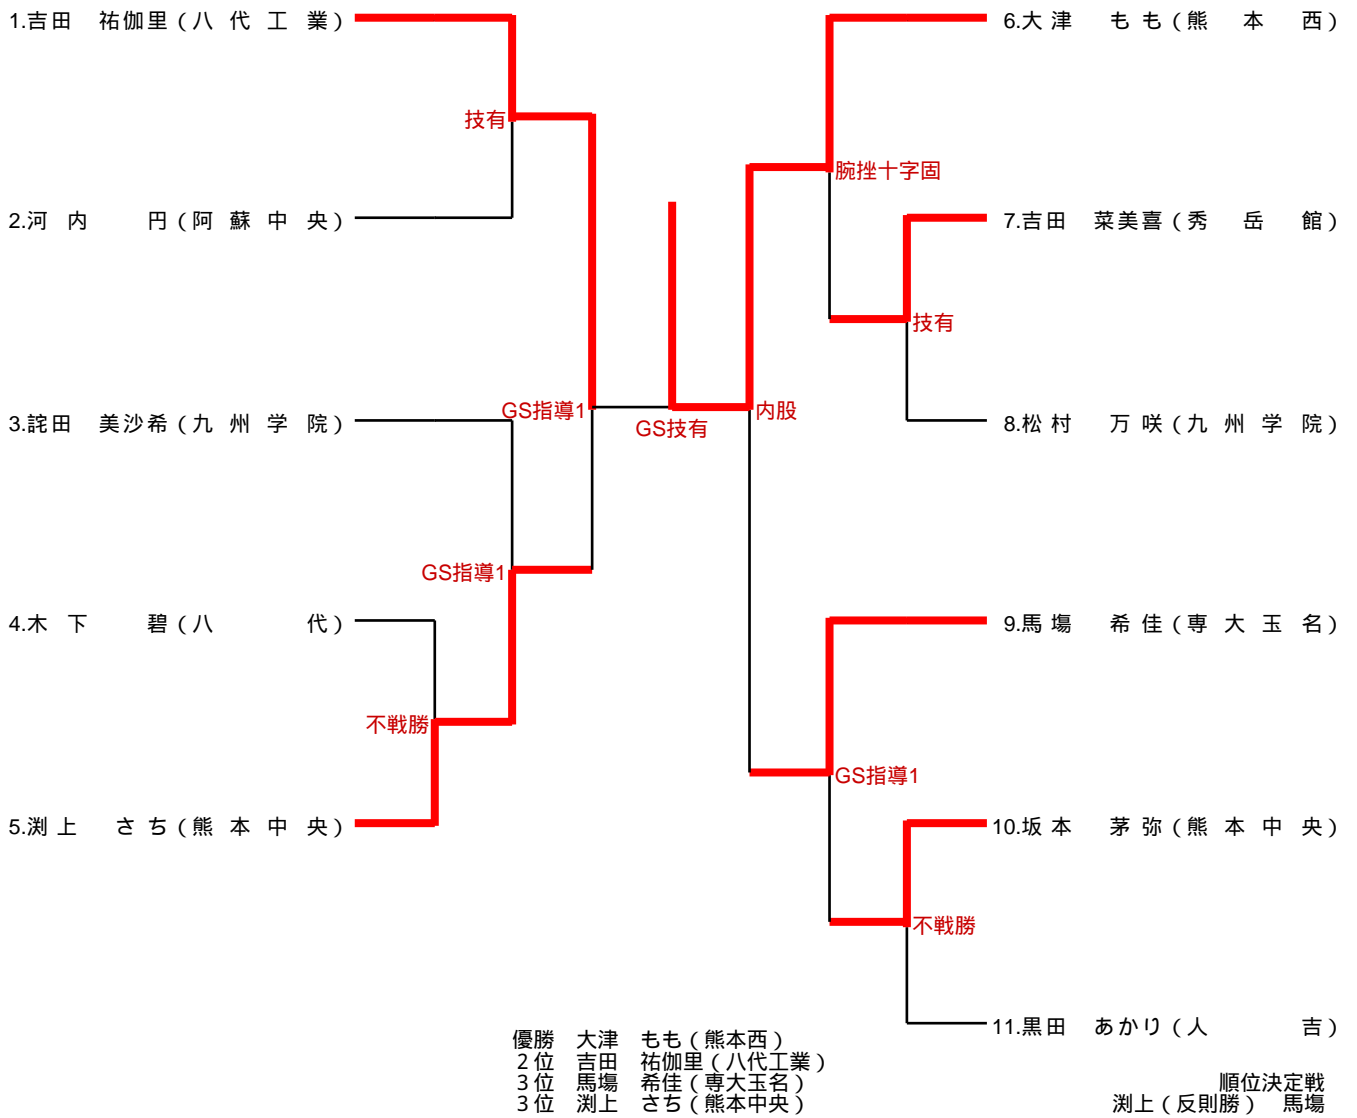 1.吉田　祐伽里(八代工業)
技有
2.河内　円(阿蘇中央)
3.詫田　美沙希(九州学院)
GS指導1
GS指導1
4.木下　碧(八代)
不戦勝
5.渕上　さち(熊本中央)
GS技有
6.大津　もも(熊本西)
腕挫十字固
7.吉田　菜美喜(秀岳館)
技有
8.松村　万咲(九州学院)
内股
9.馬場　希佳(専大玉名)
GS指導1
10.坂本　茅弥(熊本中央)
不戦勝
11.黒田　あかり(人吉)
優勝　大津　もも(熊本西)
2位　吉田　祐伽里(八代工業)
3位　馬場　希佳(専大玉名)
3位　渕上　さち(熊本中央)
順位決定戦
渕上(反則勝)　馬場